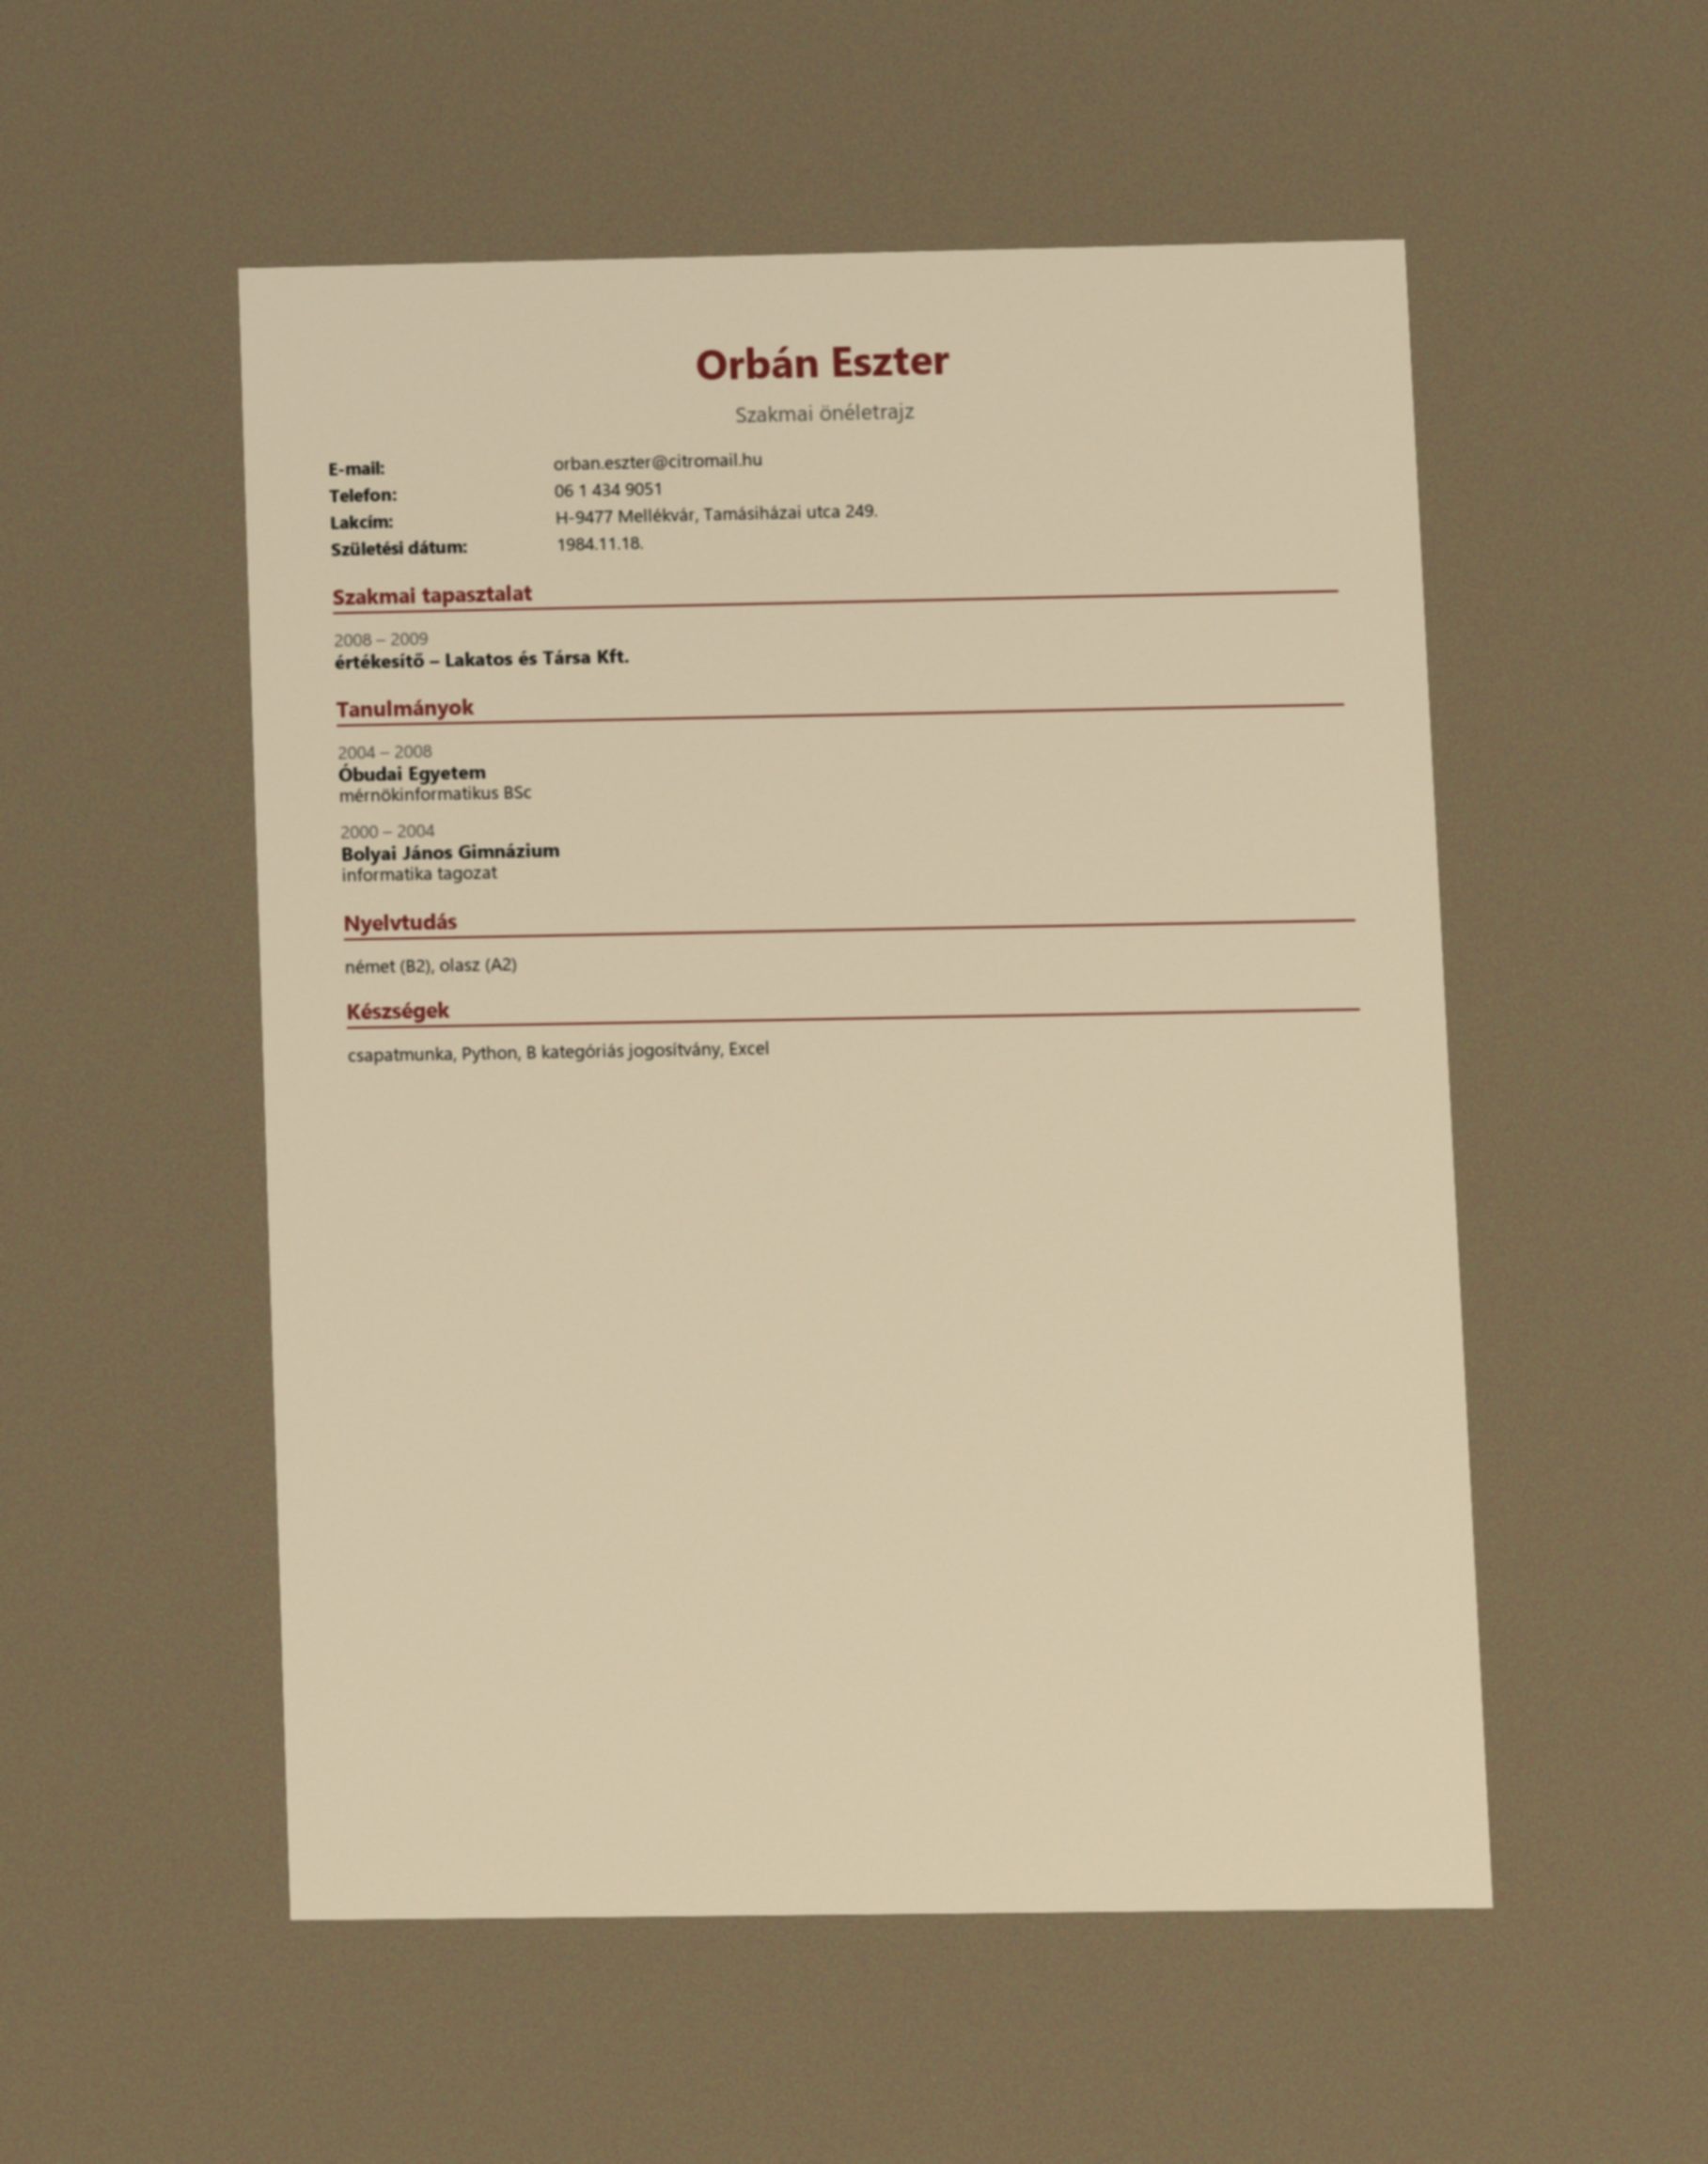 Orbán Eszter
Szakmai önéletrajz
E-mail: orban.eszter@citromail.hu
Telefon: 06 1 434 9051
Lakcím: H-9477 Mellékvár, Tamásiházai utca 249.
Születési dátum: 1984.11.18.
Szakmai tapasztalat
2008 – 2009
értékesítő – Lakatos és Társa Kft.
Tanulmányok
2004 – 2008
Óbudai Egyetem
mérnökinformatikus BSc
2000 – 2004
Bolyai János Gimnázium
informatika tagozat
Nyelvtudás
német (B2), olasz (A2)
Készségek
csapatmunka, Python, B kategóriás jogosítvány, Excel